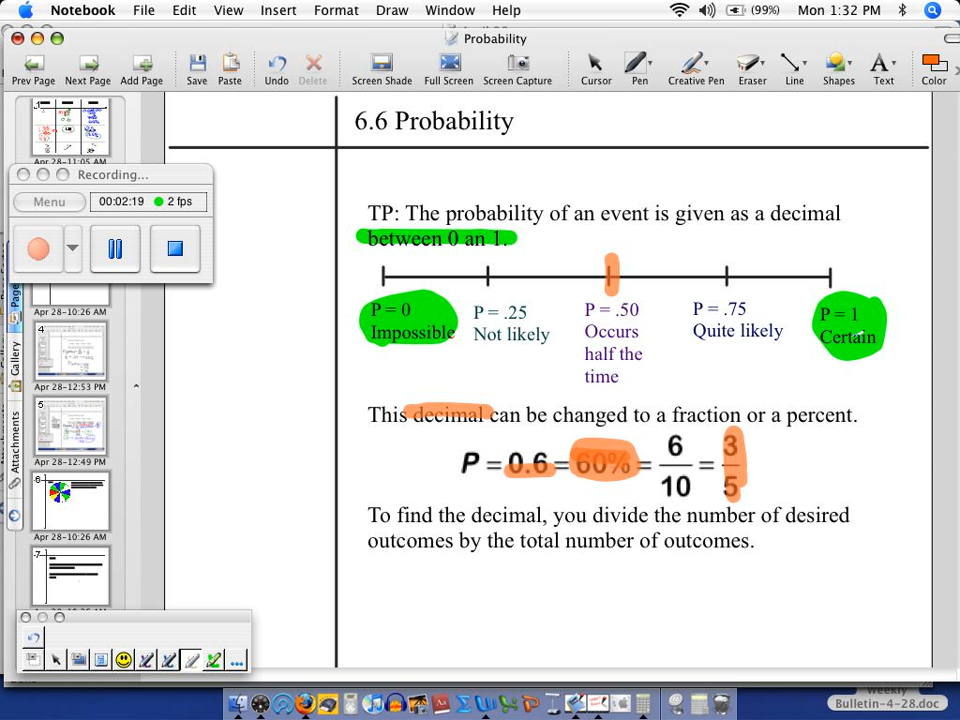 Notebook File Edit View Insert Format Draw Window Help (99%) Mon 1:32 PM
Probability
Prev Page Next Page Add Page Save Paste Undo Delete Screen Shade Full Screen Screen Capture Cursor Pen Creative Pen Eraser Line Shapes Text Color
Apr 28-11:05 AM
Recording...
Menu 00:02:19 2 fps
Apr 28-10:26 AM
4
Apr 28-12:53 PM
5
Apr 28-12:49 PM
6
Apr 28-10:26 AM
7
Gallery
Attachments
6.6 Probability
TP: The probability of an event is given as a decimal
between 0 an 1.
P = 0
Impossible
P = .25
Not likely
P = .50
Occurs
half the
time
P = .75
Quite likely
P = 1
Certain
This decimal can be changed to a fraction or a percent.
P = 0.6 = 60% = 6/10 = 3/5
To find the decimal, you divide the number of desired
outcomes by the total number of outcomes.
Weekly
Bulletin-4-28.doc